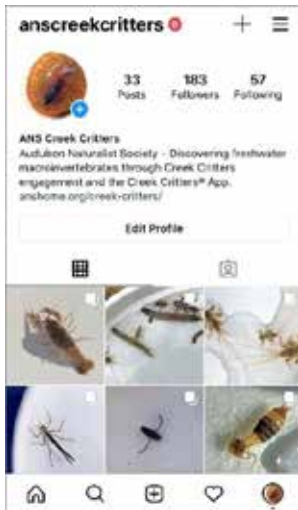 anscreekcritters
33
183
57
Posts
Followers
Following
ANS Creek Critters
Audubon Naturalist Society - Discovering freshwater
macroinvertebrates through Creek Critters
engagement and the Creek Critters® App.
anshome.org/creek-critters/
Edit Profile